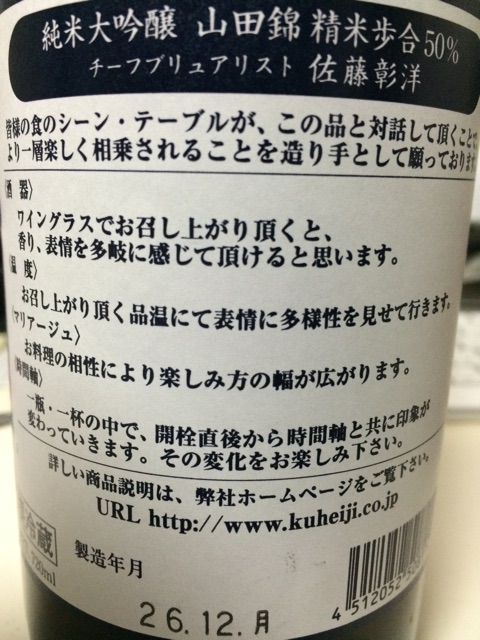 純米大吟醸 山田錦 精米歩合50%
チーフブリュアリスト 佐藤彰洋
皆様の食のシーン・テーブルが、この品と対話して頂くことで、
より一層楽しく相乗されることを造り手として願っております
〈酒 器〉
ワイングラスでお召し上がり頂くと、
香り、表情を多岐に感じて頂けると思います。
〈温 度〉
お召し上がり頂く品温にて表情に多様性を見せて行きます。
〈マリアージュ〉
お料理の相性により楽しみ方の幅が広がります。
〈時間軸〉
一瓶・一杯の中で、開栓直後から時間軸と共に印象が
変わっていきます。その変化をお楽しみ下さい。
詳しい商品説明は、弊社ホームページをご覧下さい。
URL http://www.kuheiji.co.jp
冷蔵
720ml
製造年月
26.12.月
4 512052